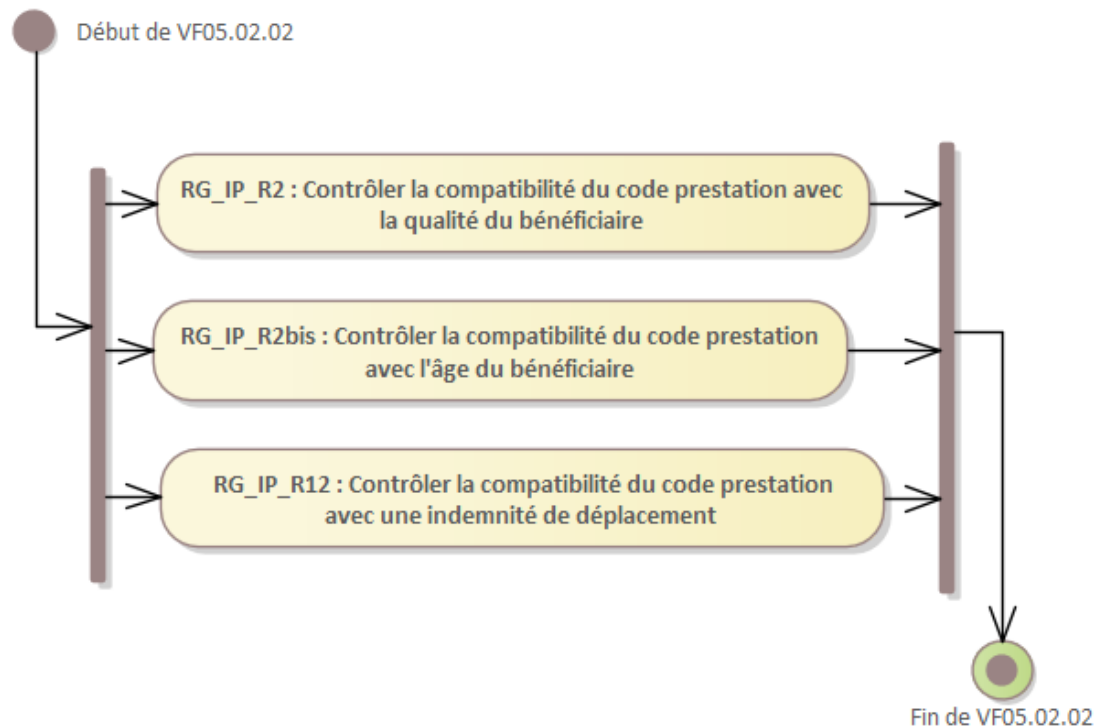 Début de VF05.02.02
RG_IP_R2 : Contrôler la compatibilité du code prestation avec
la qualité du bénéficiaire
RG_IP_R2bis : Contrôler la compatibilité du code prestation
avec l'âge du bénéficiaire
RG_IP_R12 : Contrôler la compatibilité du code prestation
avec une indemnité de déplacement
Fin de VF05.02.02